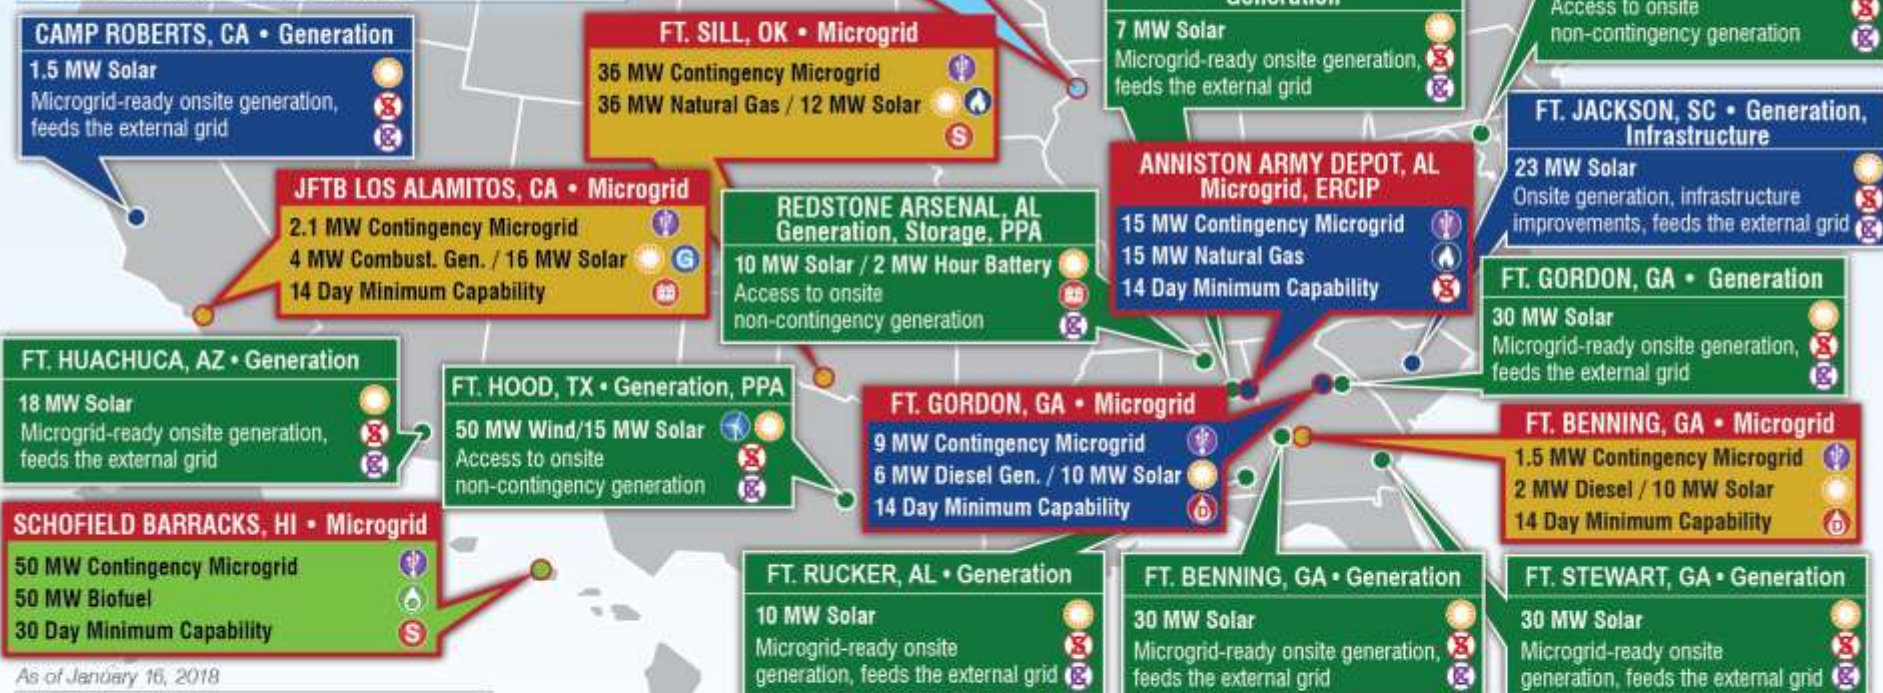 Generation
7 MW Solar
Microgrid-ready onsite generation,
feeds the external grid
Access to onsite
non-contingency generation
CAMP ROBERTS, CA • Generation
1.5 MW Solar
Microgrid-ready onsite generation,
feeds the external grid
FT. SILL, OK • Microgrid
36 MW Contingency Microgrid
36 MW Natural Gas / 12 MW Solar
S
FT. JACKSON, SC • Generation,
Infrastructure
23 MW Solar
Onsite generation, infrastructure
improvements, feeds the external grid
JFTB LOS ALAMITOS, CA • Microgrid
2.1 MW Contingency Microgrid
4 MW Combust. Gen. / 16 MW Solar
G
14 Day Minimum Capability
REDSTONE ARSENAL, AL
Generation, Storage, PPA
10 MW Solar / 2 MW Hour Battery
Access to onsite
non-contingency generation
ANNISTON ARMY DEPOT, AL
Microgrid, ERCIP
15 MW Contingency Microgrid
15 MW Natural Gas
14 Day Minimum Capability
FT. GORDON, GA • Generation
30 MW Solar
Microgrid-ready onsite generation,
feeds the external grid
FT. HUACHUCA, AZ • Generation
18 MW Solar
Microgrid-ready onsite generation,
feeds the external grid
FT. HOOD, TX • Generation, PPA
50 MW Wind/15 MW Solar
Access to onsite
non-contingency generation
FT. GORDON, GA • Microgrid
9 MW Contingency Microgrid
6 MW Diesel Gen. / 10 MW Solar
14 Day Minimum Capability
D
FT. BENNING, GA • Microgrid
1.5 MW Contingency Microgrid
2 MW Diesel / 10 MW Solar
14 Day Minimum Capability
D
SCHOFIELD BARRACKS, HI • Microgrid
50 MW Contingency Microgrid
50 MW Biofuel
30 Day Minimum Capability
S
FT. RUCKER, AL • Generation
10 MW Solar
Microgrid-ready onsite
generation, feeds the external grid
FT. BENNING, GA • Generation
30 MW Solar
Microgrid-ready onsite generation,
feeds the external grid
FT. STEWART, GA • Generation
30 MW Solar
Microgrid-ready onsite
generation, feeds the external grid
As of January 16, 2018